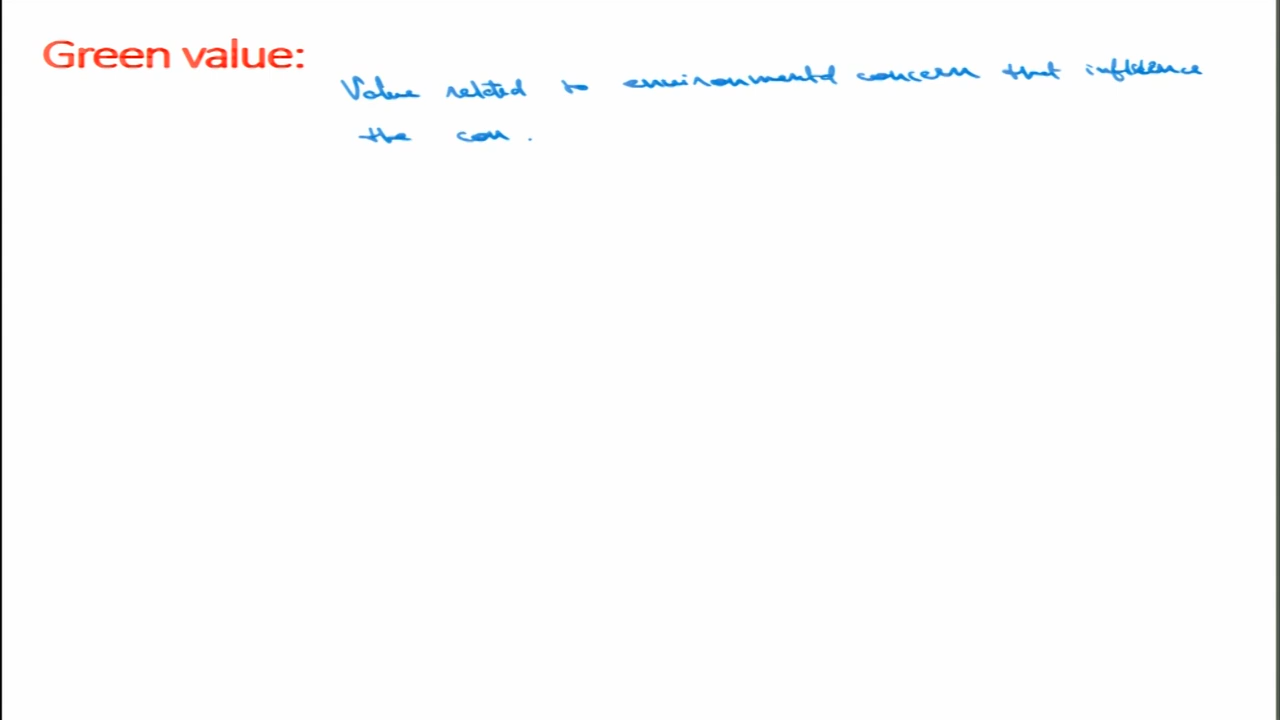 Green value:
Value related to environmental concern that influence
the con